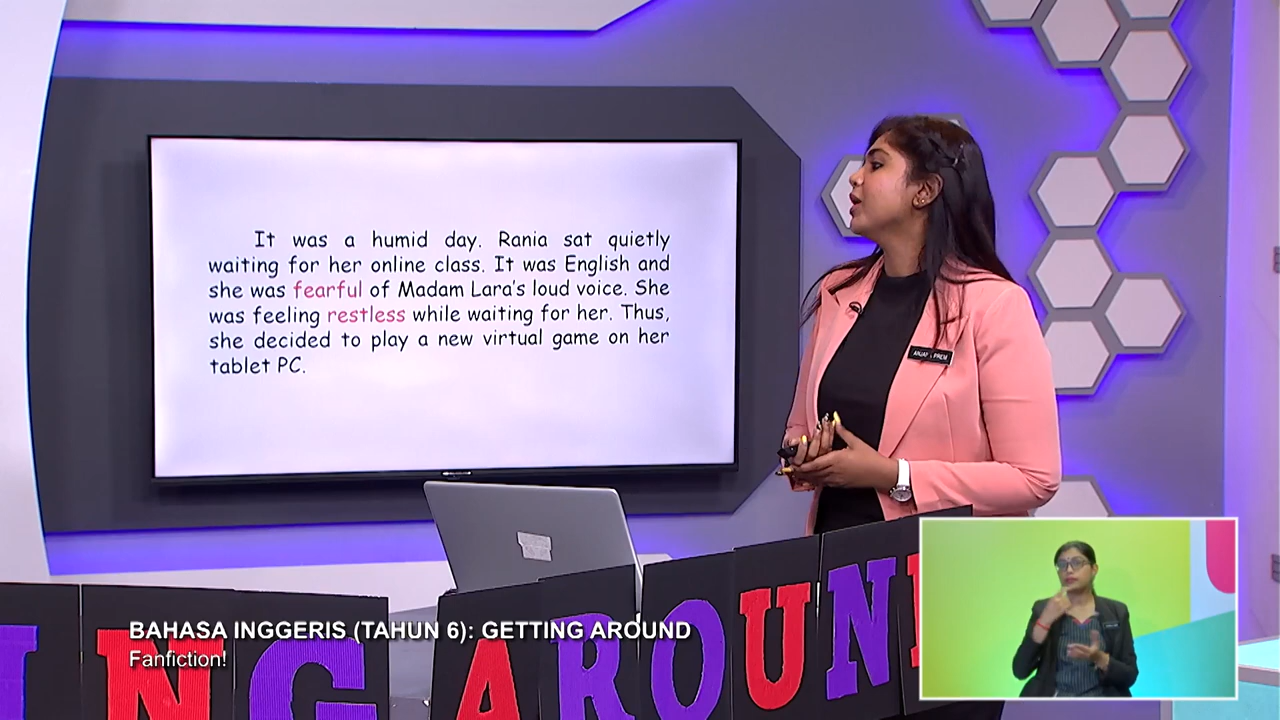 It was a humid day. Rania sat quietly
waiting for her online class. It was English and
she was fearful of Madam Lara's loud voice. She
was feeling restless while waiting for her. Thus,
she decided to play a new virtual game on her
tablet PC.
ING AROUN
BAHASA INGGERIS (TAHUN 6): GETTING AROUND
Fanfiction!